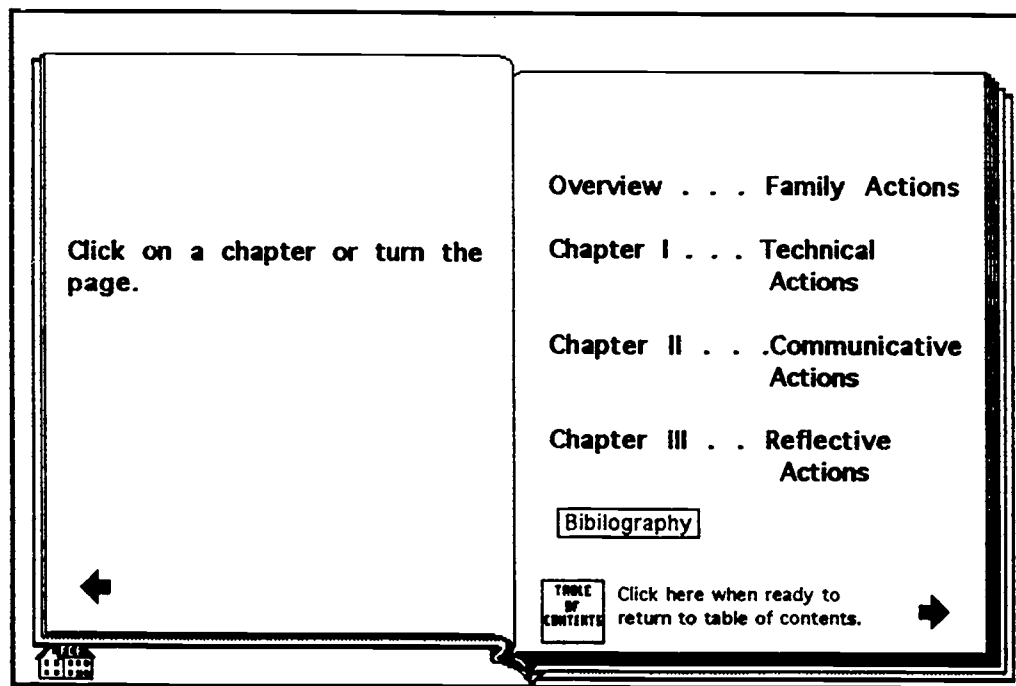 Click on a chapter or turn the
page.
Overview . . . Family Actions
Chapter I . . . Technical
Actions
Chapter II . . .Communicative
Actions
Chapter III . . Reflective
Actions
Bibilography
TABLE
OF
CONTENTS
Click here when ready to
return to table of contents.